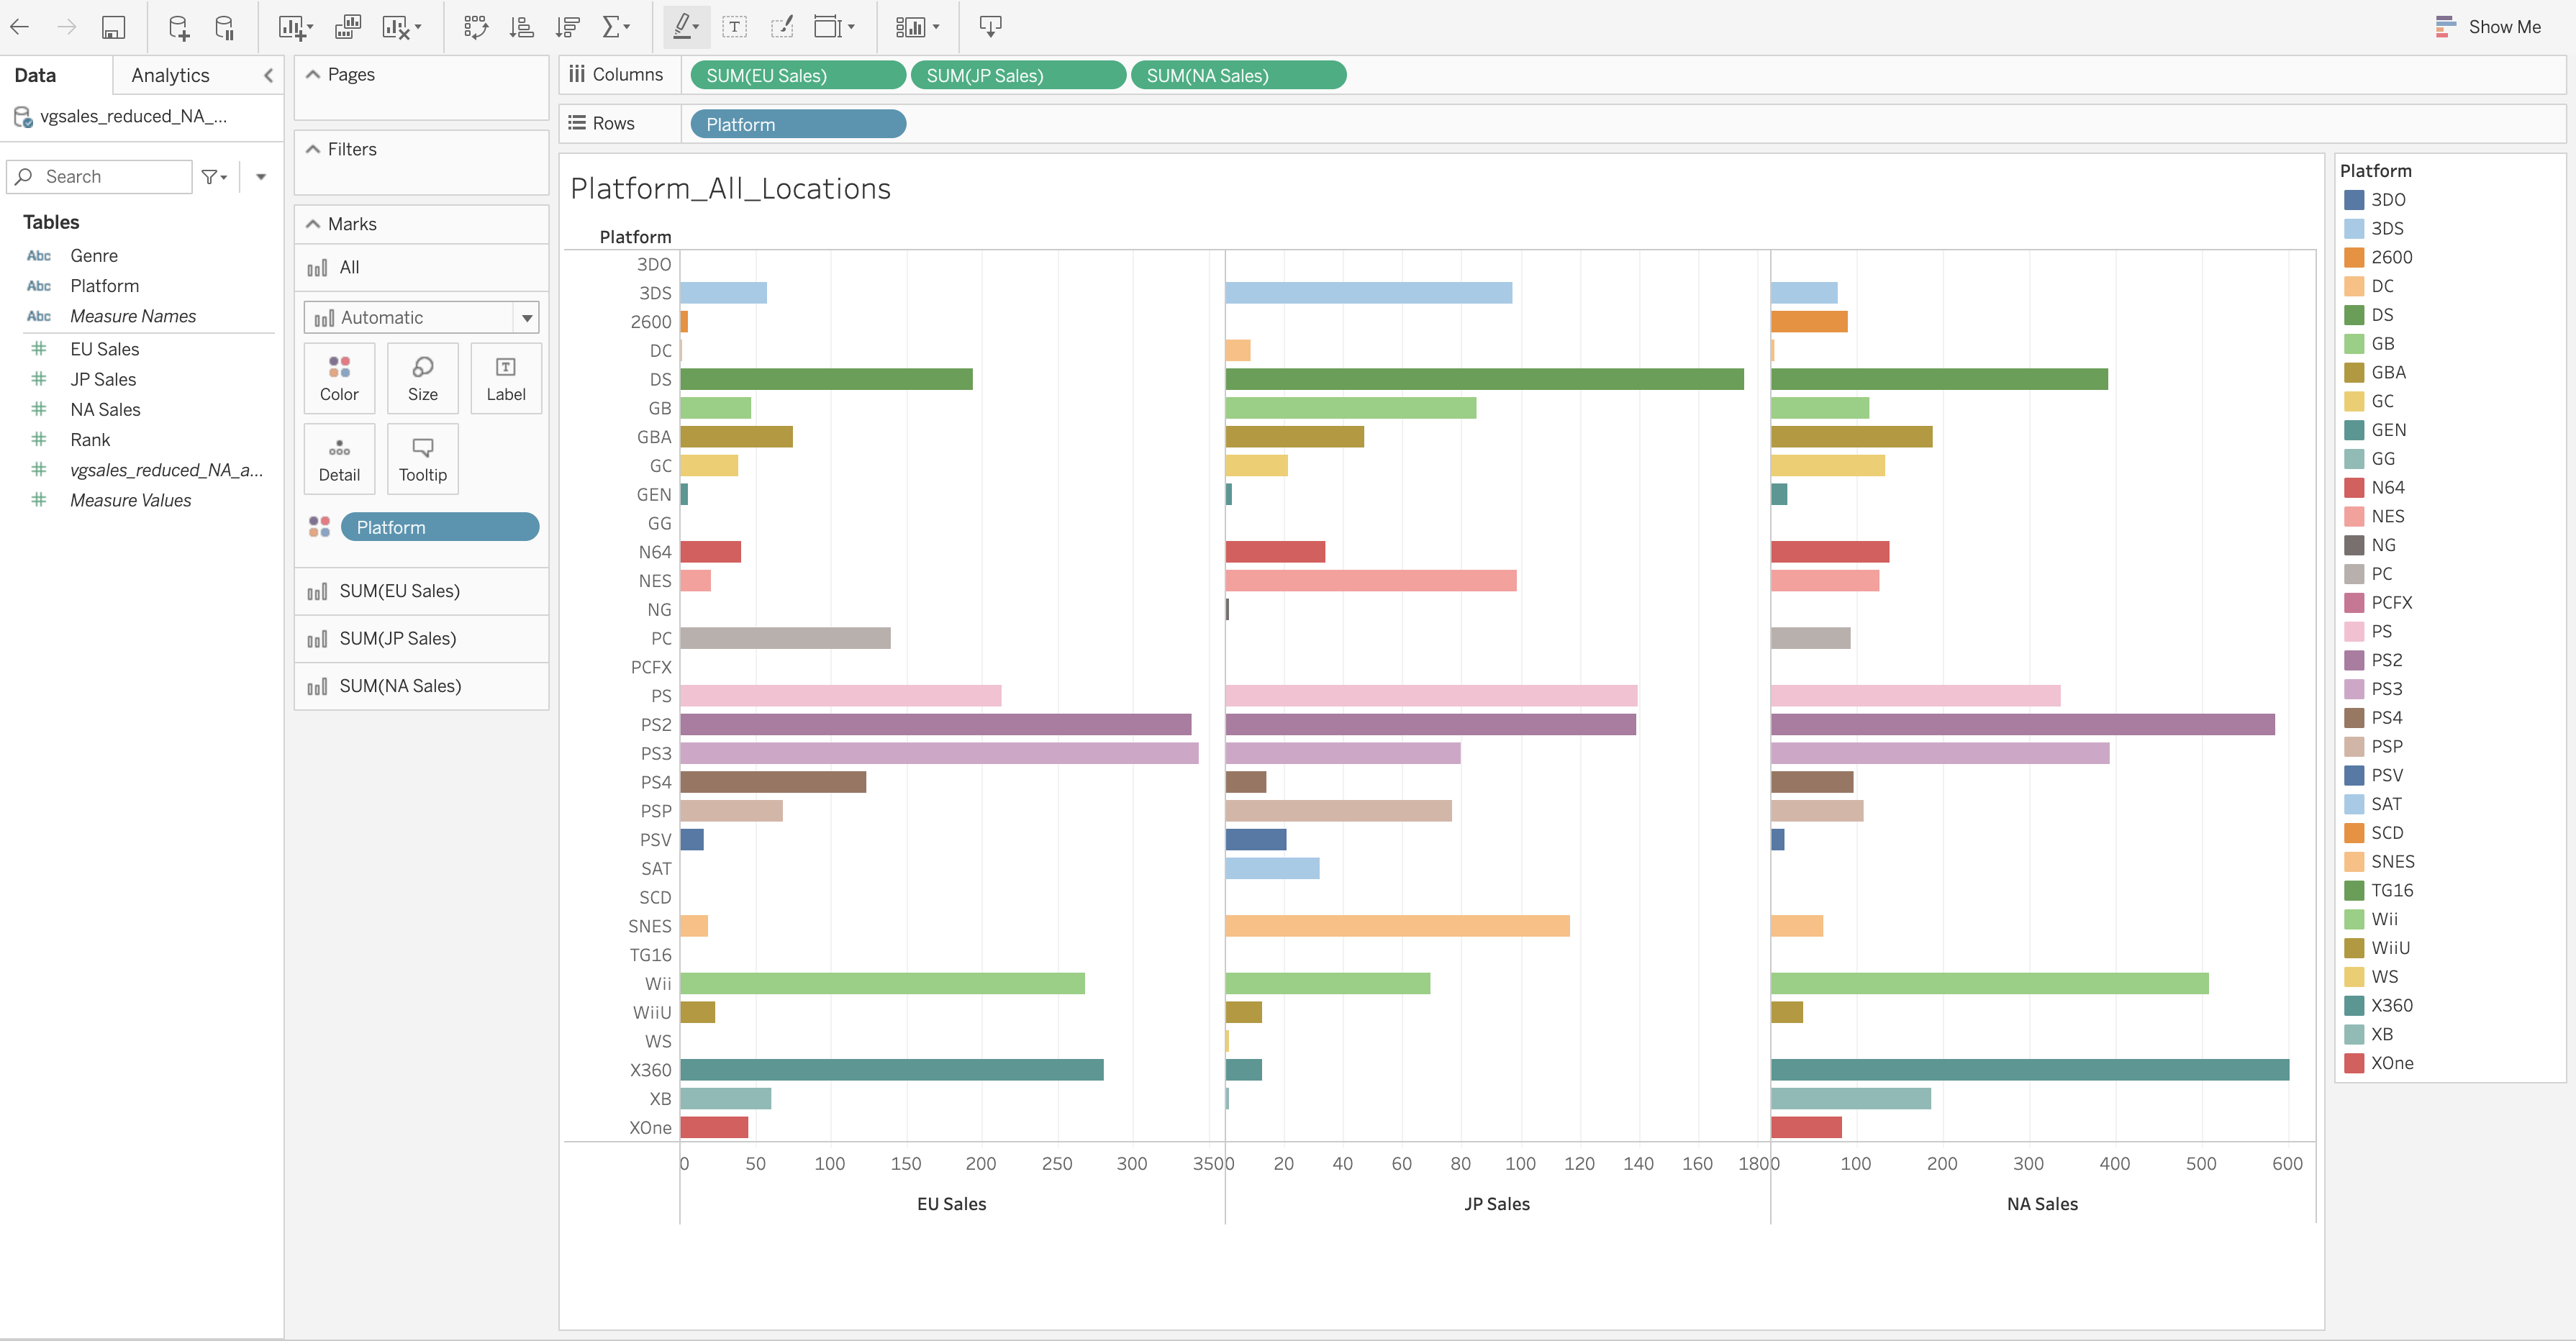 Show Me
Data
Analytics
vgsales_reduced_NA_...
Search
Tables
Abc Genre
Abc Platform
Abc Measure Names
EU Sales
JP Sales
NA Sales
Rank
vgsales_reduced_NA_a...
Measure Values
Pages
Filters
Marks
All
Automatic
Color
Size
Label
Detail
Tooltip
Platform
SUM(EU Sales)
SUM(JP Sales)
SUM(NA Sales)
Columns
SUM(EU Sales)
SUM(JP Sales)
SUM(NA Sales)
Rows
Platform
Platform_All_Locations
Platform
3DO
3DS
2600
DC
DS
GB
GBA
GC
GEN
GG
N64
NES
NG
PC
PCFX
PS
PS2
PS3
PS4
PSP
PSV
SAT
SCD
SNES
TG16
Wii
WiiU
WS
X360
XB
XOne
0 50 100 150 200 250 300 350
0 20 40 60 80 100 120 140 160 180
0 100 200 300 400 500 600
EU Sales
JP Sales
NA Sales
Platform
3DO
3DS
2600
DC
DS
GB
GBA
GC
GEN
GG
N64
NES
NG
PC
PCFX
PS
PS2
PS3
PS4
PSP
PSV
SAT
SCD
SNES
TG16
Wii
WiiU
WS
X360
XB
XOne